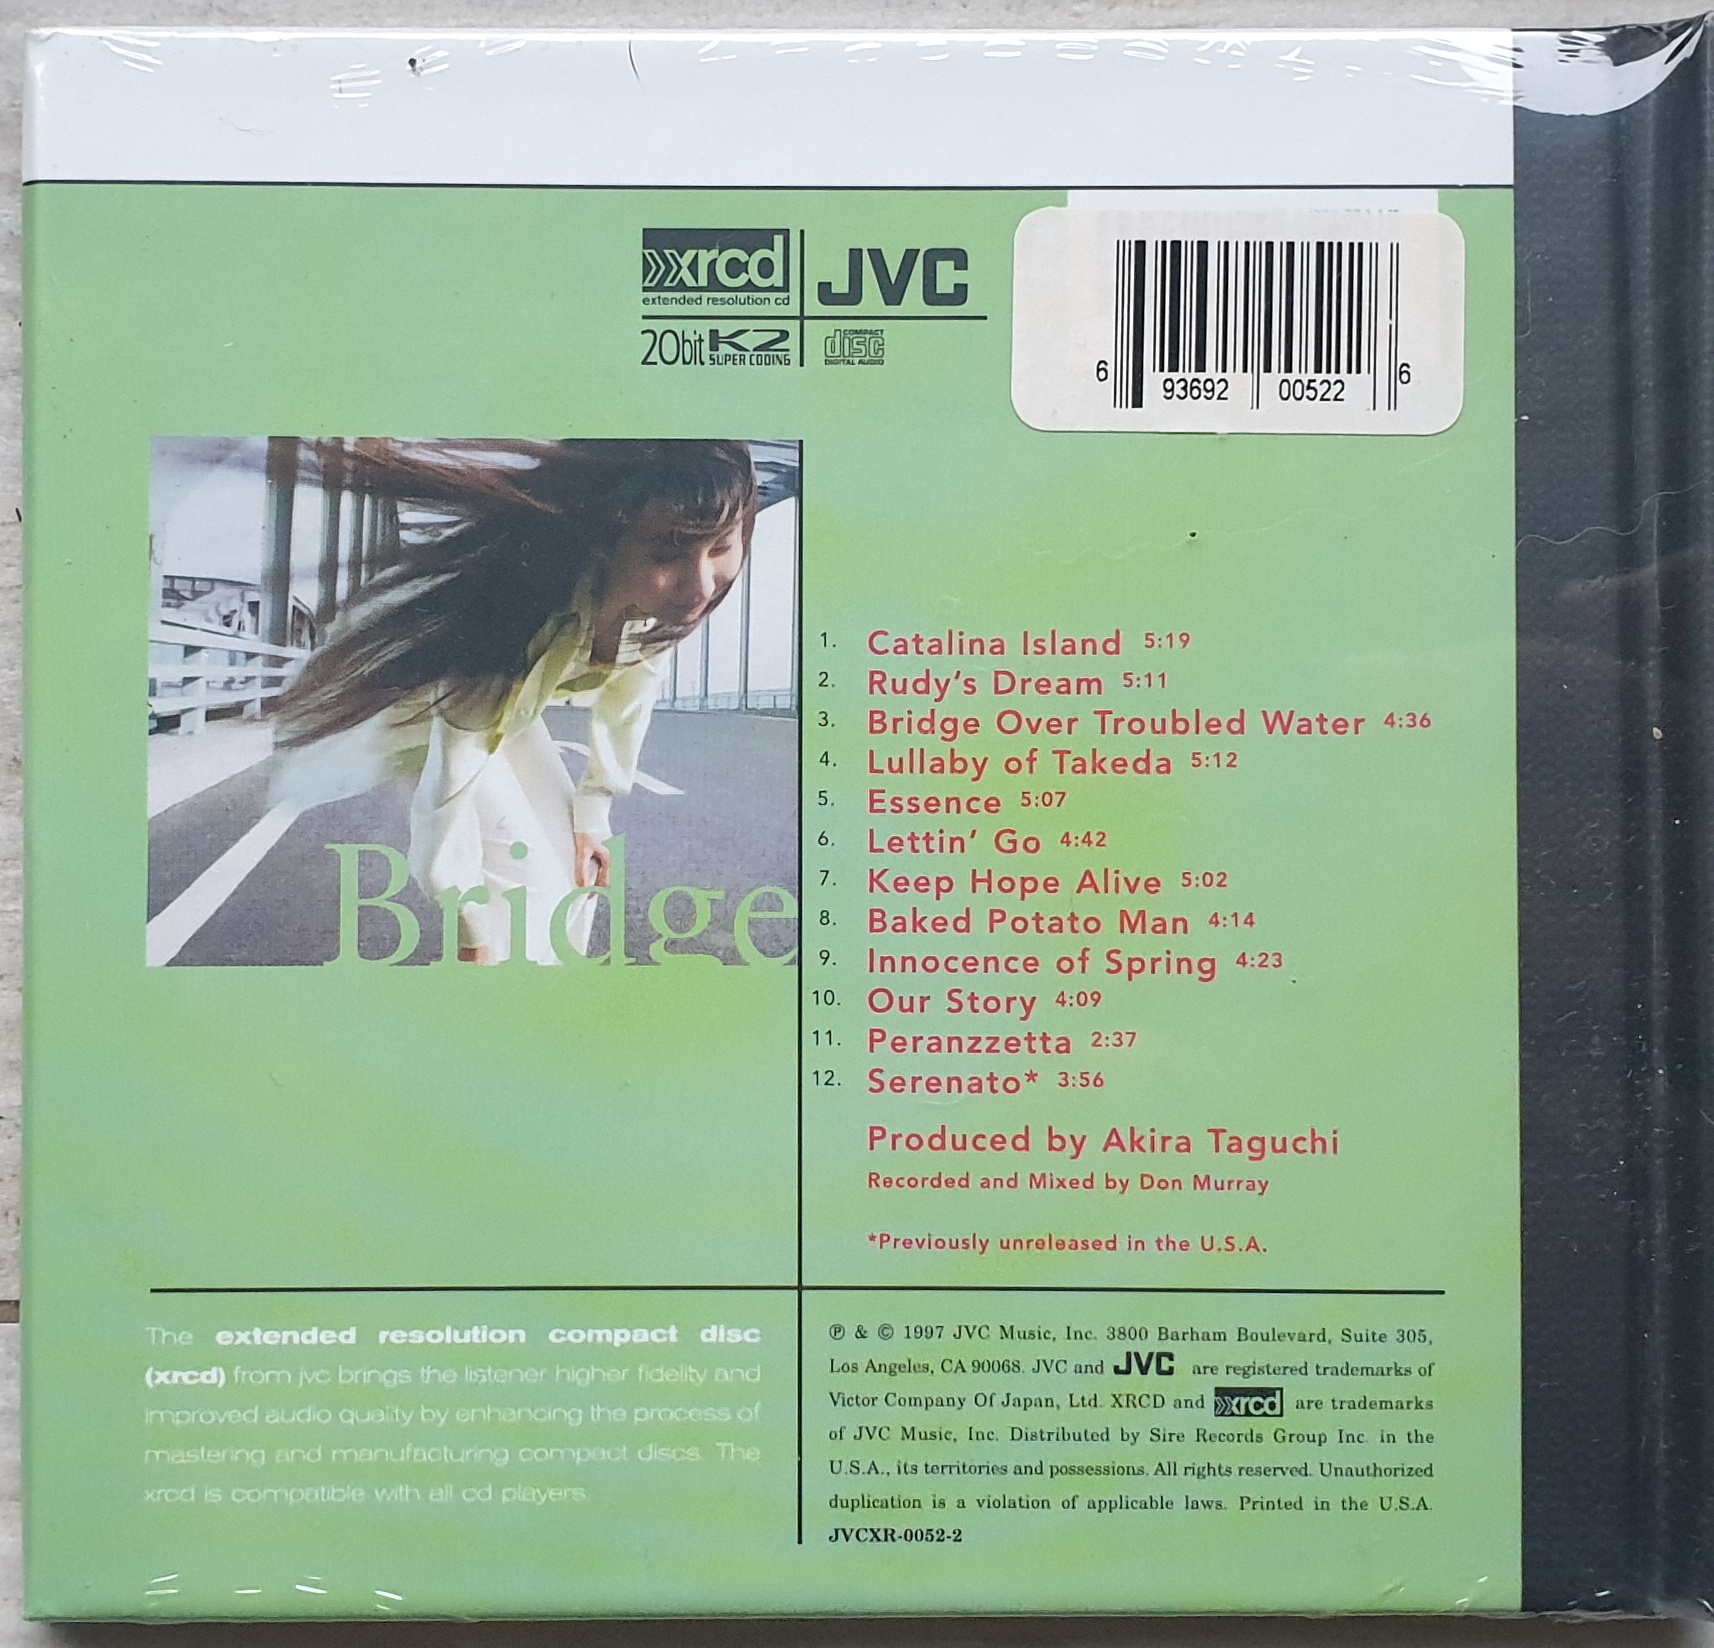 xrcd
extended resolution cd
20bit K2
SUPER CODING
JVC
COMPACT
disc
DIGITAL AUDIO
6 93692 00522 6
Bridge
1. Catalina Island 5:19
2. Rudy's Dream 5:11
3. Bridge Over Troubled Water 4:36
4. Lullaby of Takeda 5:12
5. Essence 5:07
6. Lettin' Go 4:42
7. Keep Hope Alive 5:02
8. Baked Potato Man 4:14
9. Innocence of Spring 4:23
10. Our Story 4:09
11. Peranzzetta 2:37
12. Serenato* 3:56
Produced by Akira Taguchi
Recorded and Mixed by Don Murray
*Previously unreleased in the U.S.A.
The extended resolution compact disc
(xrcd) from jvc brings the listener higher fidelity and
improved audio quality by enhancing the process of
mastering and manufacturing compact discs. The
xrcd is compatible with all cd players.
℗ & © 1997 JVC Music, Inc. 3800 Barham Boulevard, Suite 305,
Los Angeles, CA 90068. JVC and JVC are registered trademarks of
Victor Company Of Japan, Ltd. XRCD and xrcd are trademarks
of JVC Music, Inc. Distributed by Sire Records Group Inc. in the
U.S.A., its territories and possessions. All rights reserved. Unauthorized
duplication is a violation of applicable laws. Printed in the U.S.A.
JVCXR-0052-2